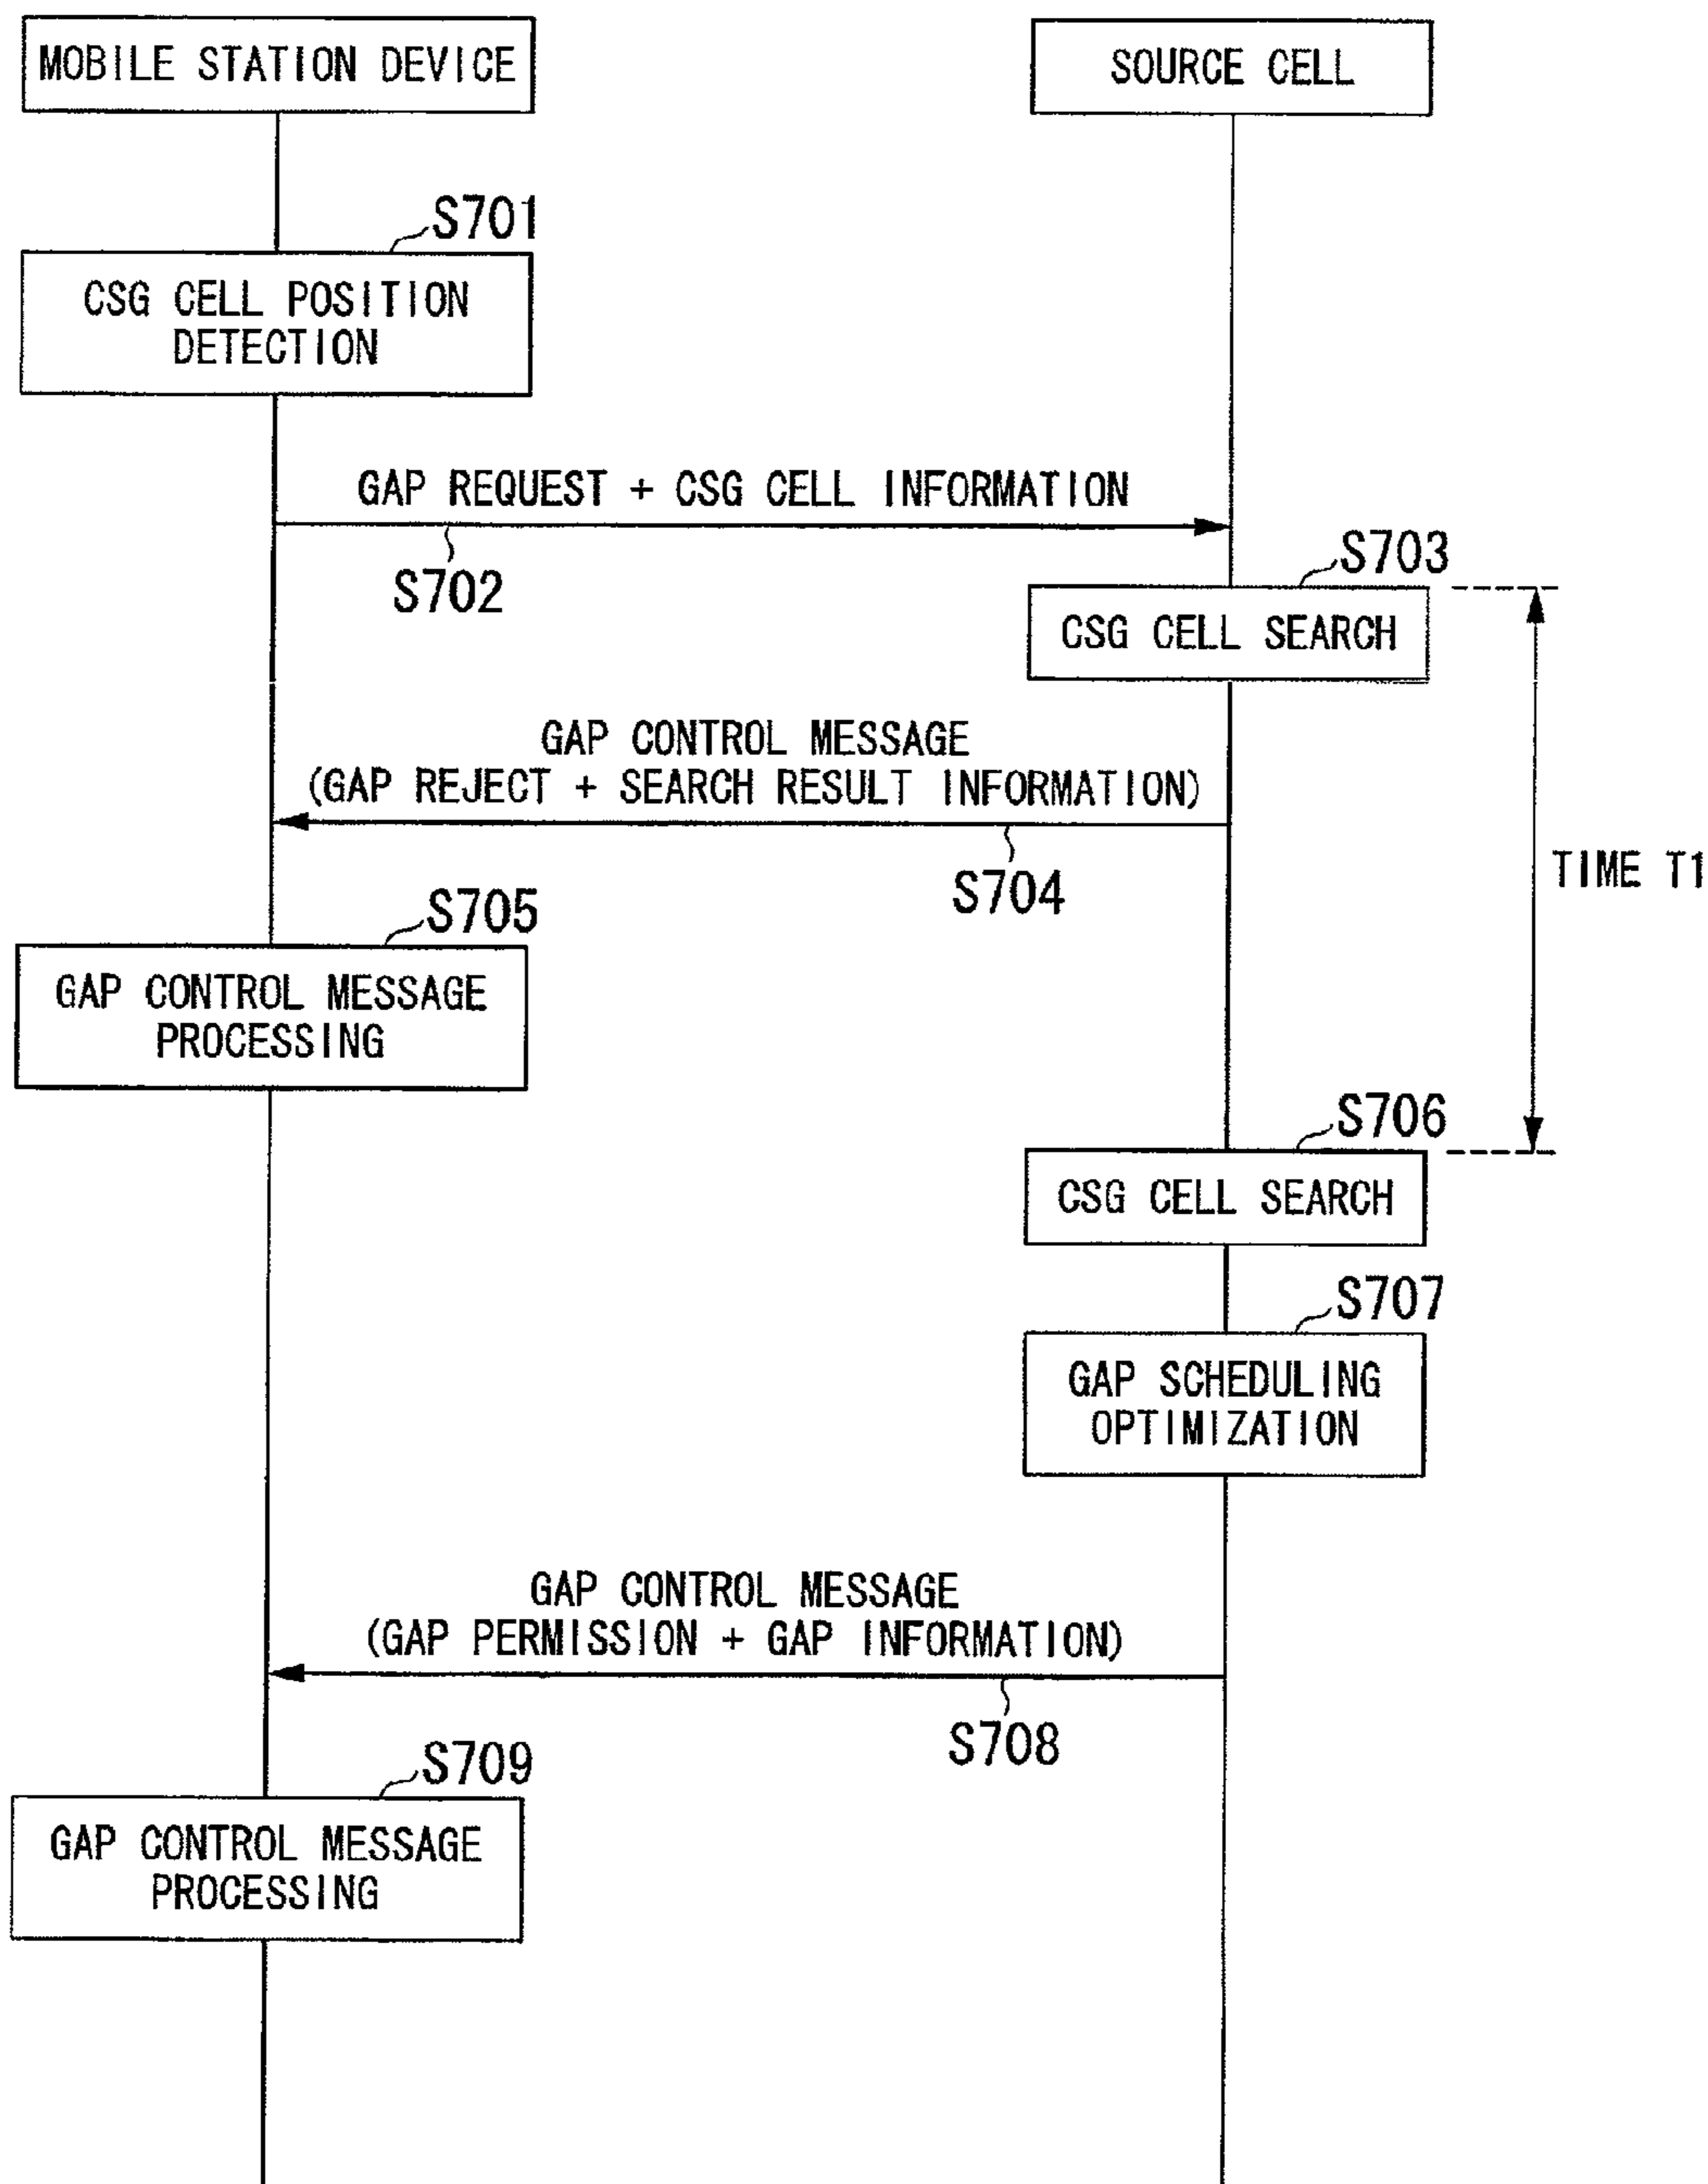 MOBILE STATION DEVICE
SOURCE CELL
S701
CSG CELL POSITION
DETECTION
GAP REQUEST + CSG CELL INFORMATION
S702
S703
CSG CELL SEARCH
GAP CONTROL MESSAGE
(GAP REJECT + SEARCH RESULT INFORMATION)
S704
TIME T1
S705
GAP CONTROL MESSAGE
PROCESSING
S706
CSG CELL SEARCH
S707
GAP SCHEDULING
OPTIMIZATION
GAP CONTROL MESSAGE
(GAP PERMISSION + GAP INFORMATION)
S708
S709
GAP CONTROL MESSAGE
PROCESSING